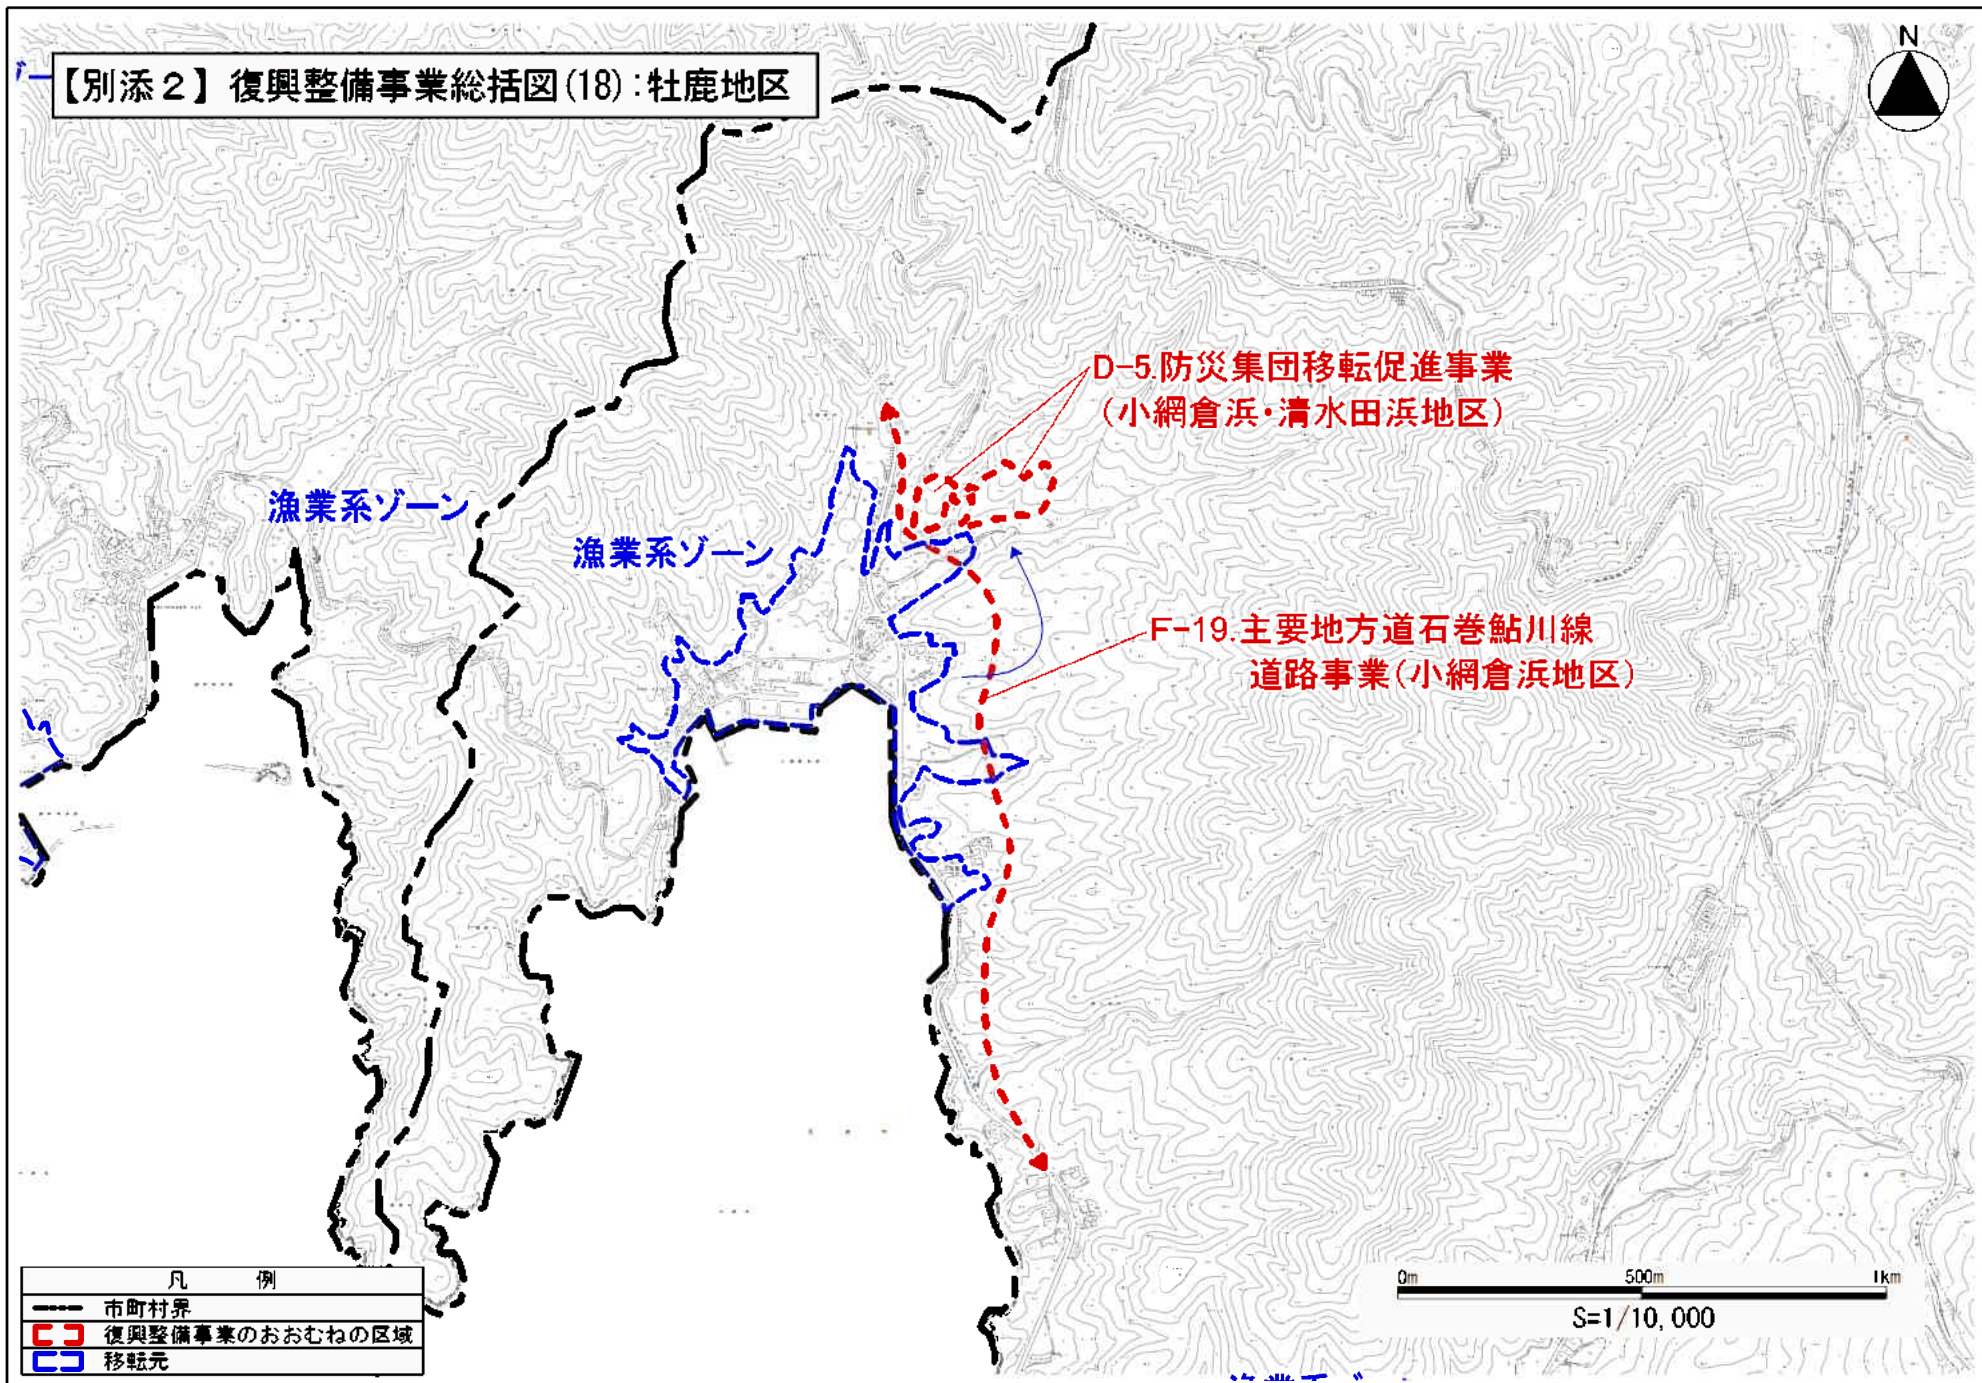 【別添２】復興整備事業総括図(18):牡鹿地区
N
D-5.防災集団移転促進事業
(小網倉浜・清水田浜地区)
漁業系ゾーン
漁業系ゾーン
F-19.主要地方道石巻鮎川線
道路事業(小網倉浜地区)
凡 例
市町村界
復興整備事業のおおむねの区域
移転元
0m 500m 1km
S=1/10,000